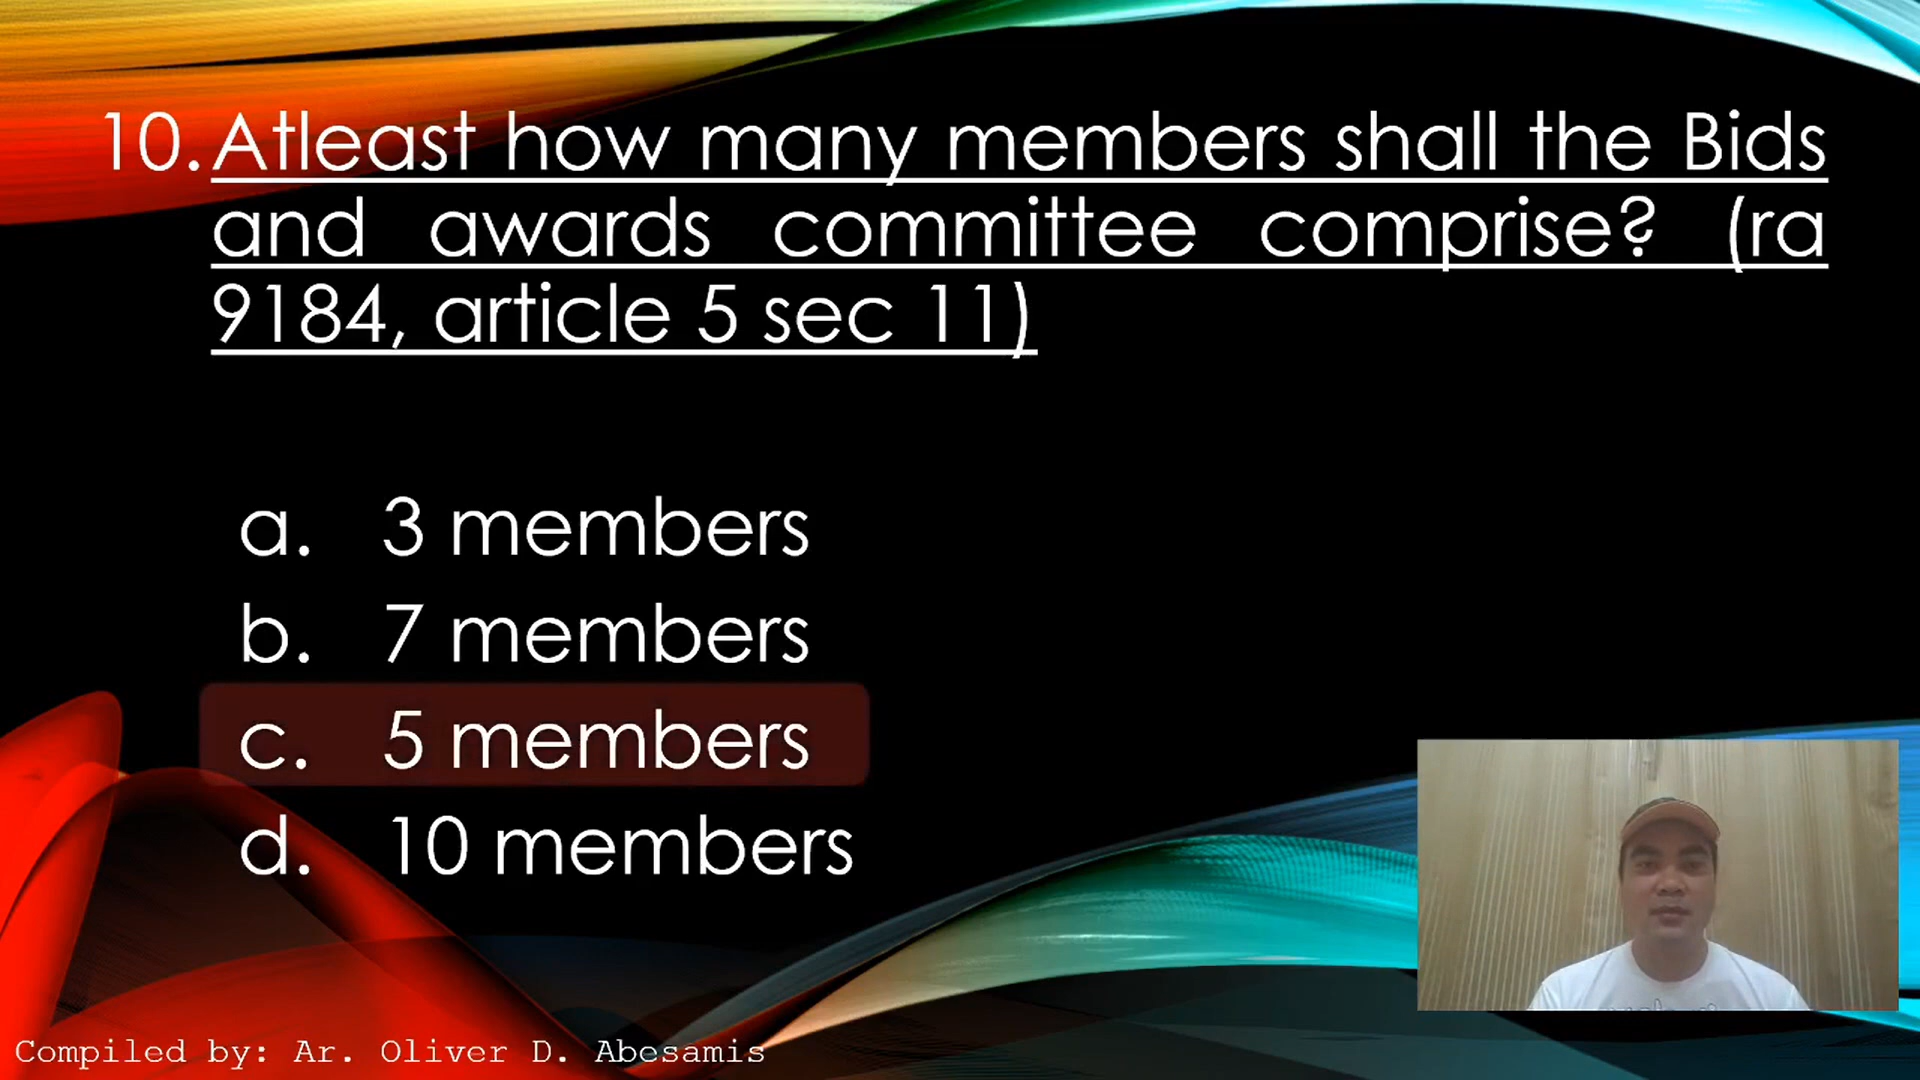 10. Atleast how many members shall the Bids
and awards committee comprise? (ra
9184, article 5 sec 11)
a. 3 members
b. 7 members
c. 5 members
d. 10 members
Compiled by: Ar. Oliver D. Abesamis